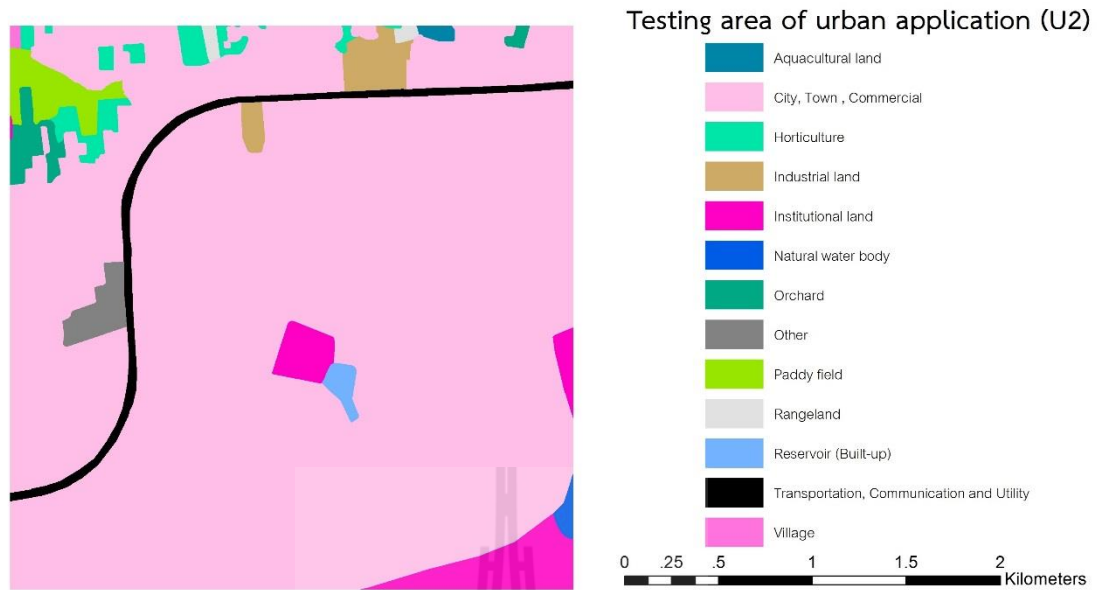 Testing area of urban application (U2)
Aquacultural land
City, Town , Commercial
Horticulture
Industrial land
Institutional land
Natural water body
Orchard
Other
Paddy field
Rangeland
Reservoir (Built-up)
Transportation, Communication and Utility
Village
0 .25 .5 1 1.5 2
Kilometers